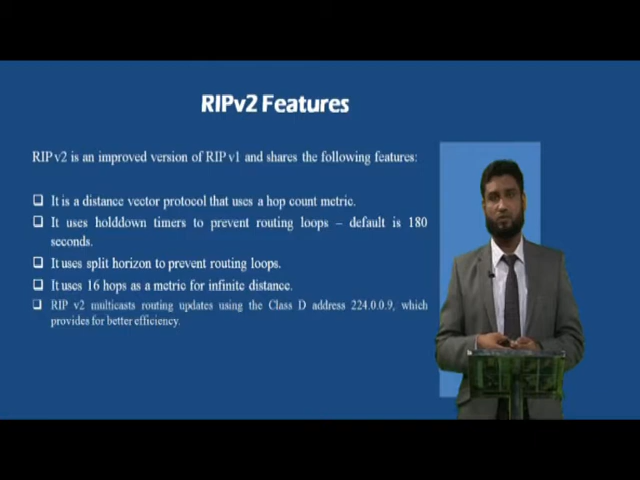 RIPv2 Features
RIP v2 is an improved version of RIP v1 and shares the following features:
It is a distance vector protocol that uses a hop count metric.
It uses holddown timers to prevent routing loops – default is 180
seconds.
It uses split horizon to prevent routing loops.
It uses 16 hops as a metric for infinite distance.
RIP v2 multicasts routing updates using the Class D address 224.0.0.9, which
provides for better efficiency.